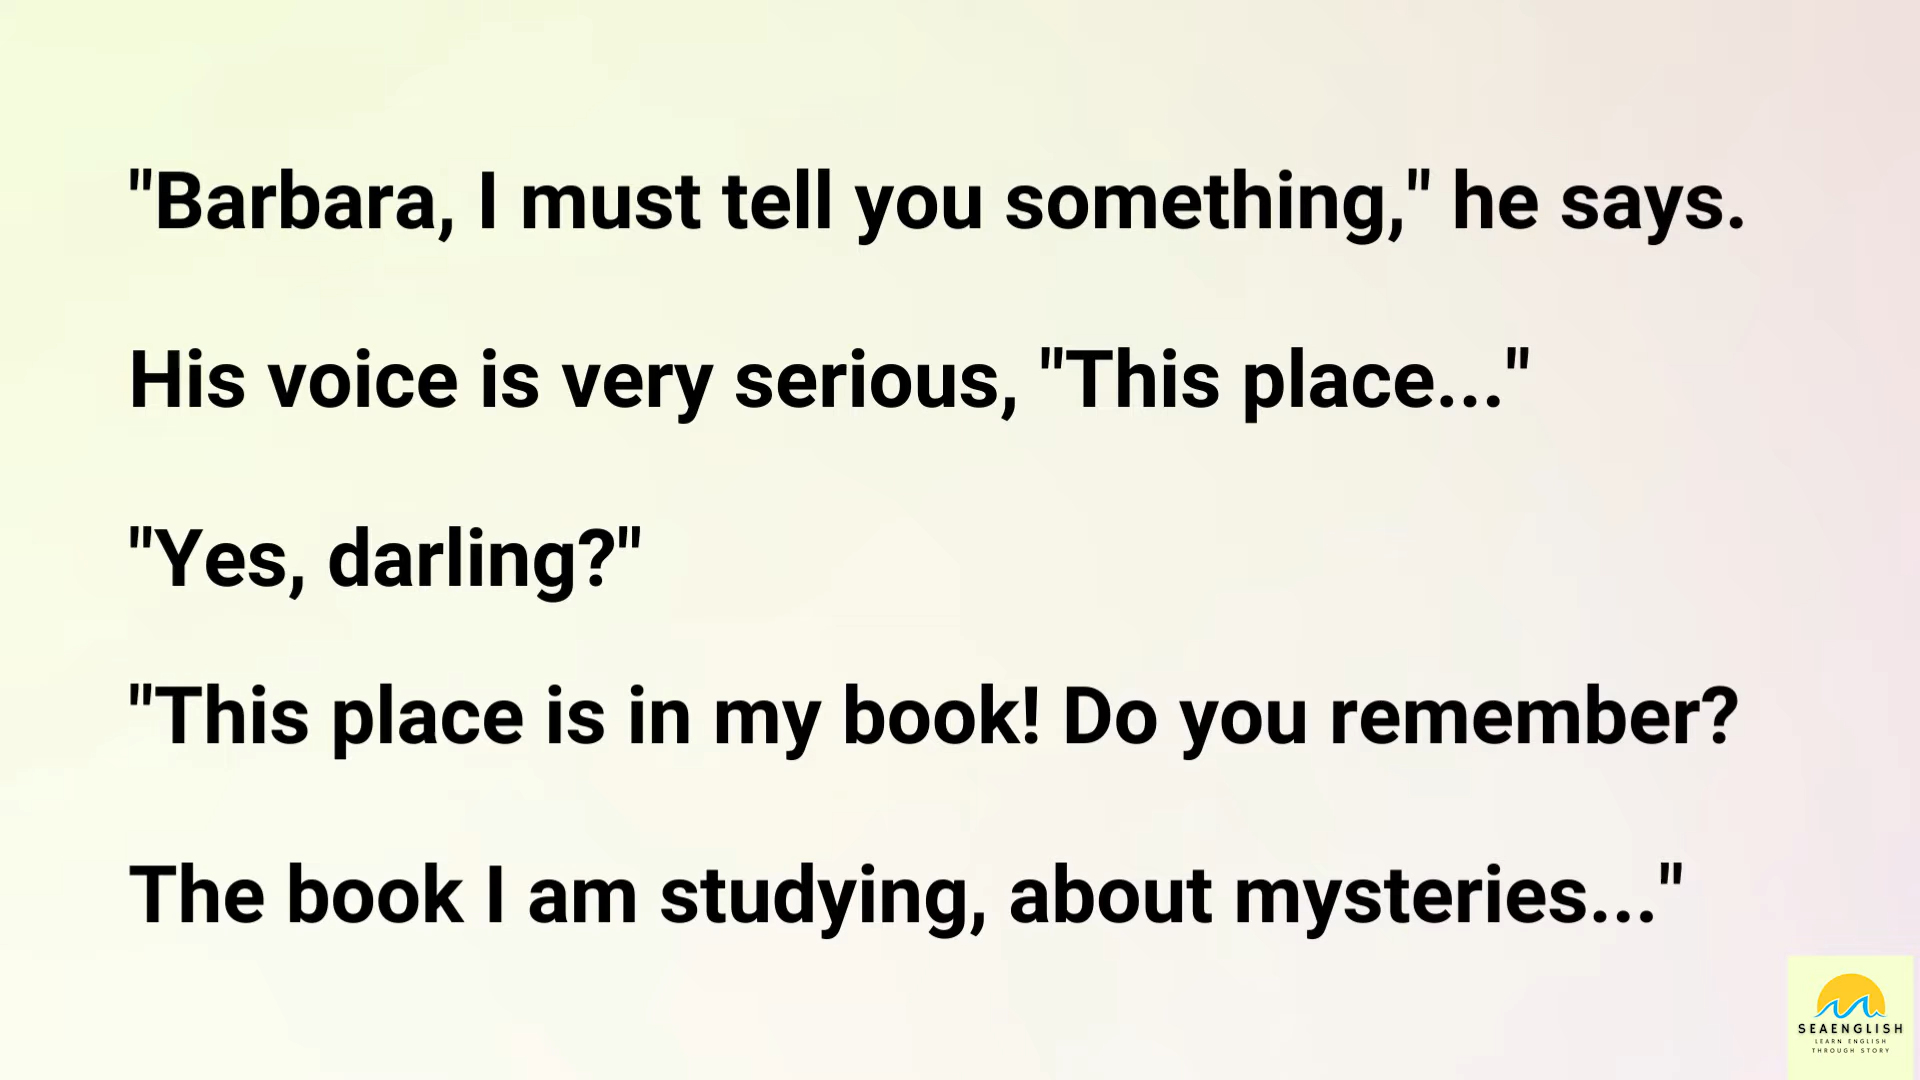 "Barbara, I must tell you something," he says.
His voice is very serious, "This place..."
"Yes, darling?"
"This place is in my book! Do you remember?
The book I am studying, about mysteries..."
SEAENGLISH
LEARN ENGLISH
THROUGH STORY